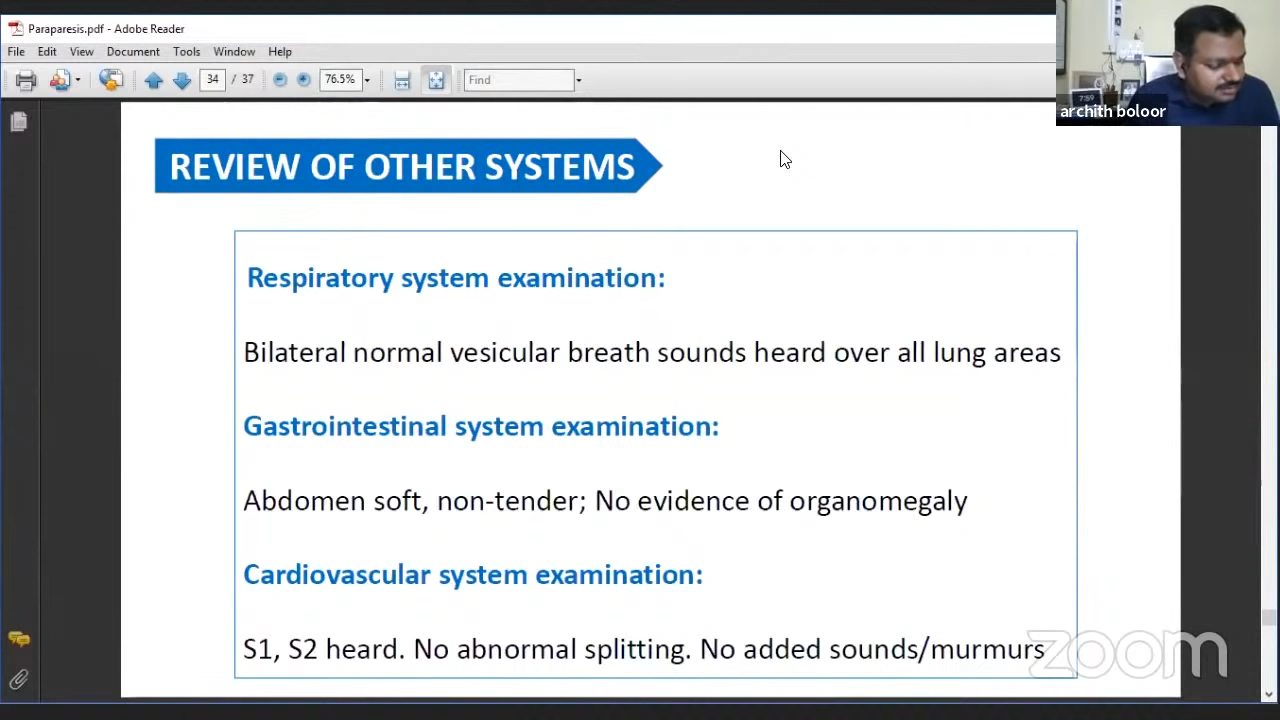 Paraparesis.pdf - Adobe Reader
File Edit View Document Tools Window Help
34 / 37 76.5% Find
7:59
archith boloor
REVIEW OF OTHER SYSTEMS
Respiratory system examination:
Bilateral normal vesicular breath sounds heard over all lung areas
Gastrointestinal system examination:
Abdomen soft, non-tender; No evidence of organomegaly
Cardiovascular system examination:
S1, S2 heard. No abnormal splitting. No added sounds/murmurs
zoom